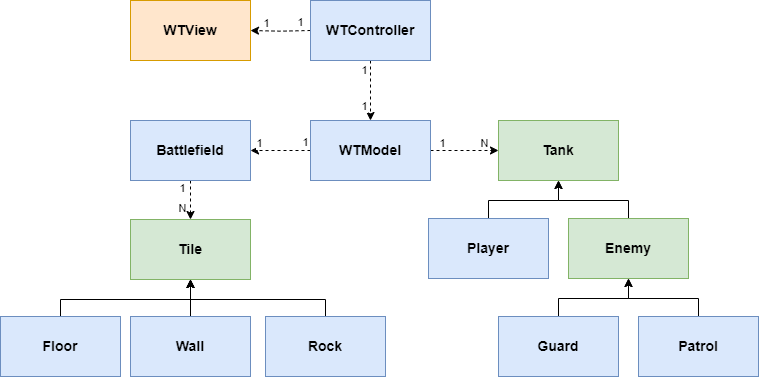 WTView
1
1
WTController
1
1
Battlefield
1
1
WTModel
1
N
Tank
1
N
Tile
Player
Enemy
Floor
Wall
Rock
Guard
Patrol